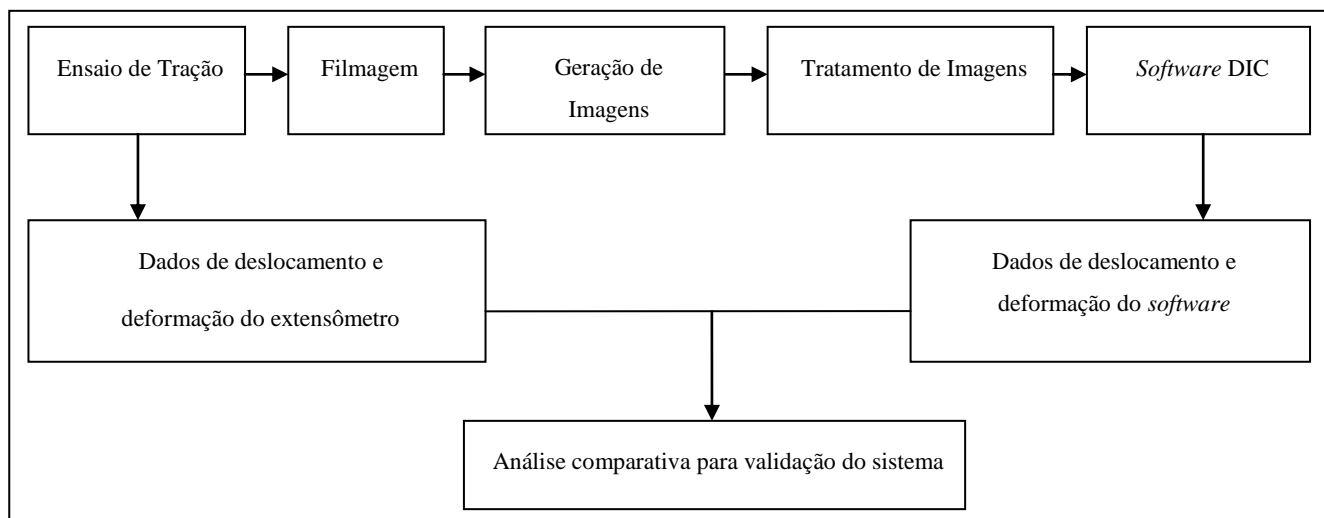 Ensaio de Tração
Filmagem
Geração de
Imagens
Tratamento de Imagens
Software DIC
Dados de deslocamento e
deformação do extensômetro
Dados de deslocamento e
deformação do software
Análise comparativa para validação do sistema